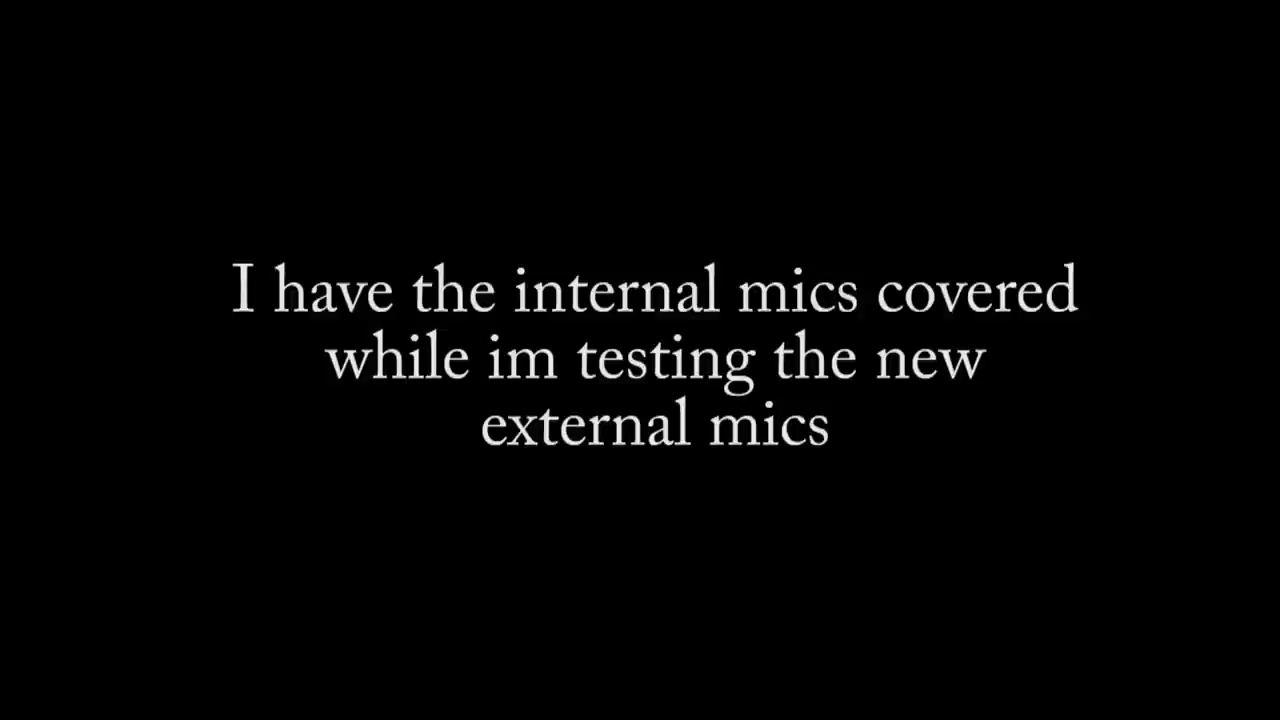 I have the internal mics covered
while im testing the new
external mics